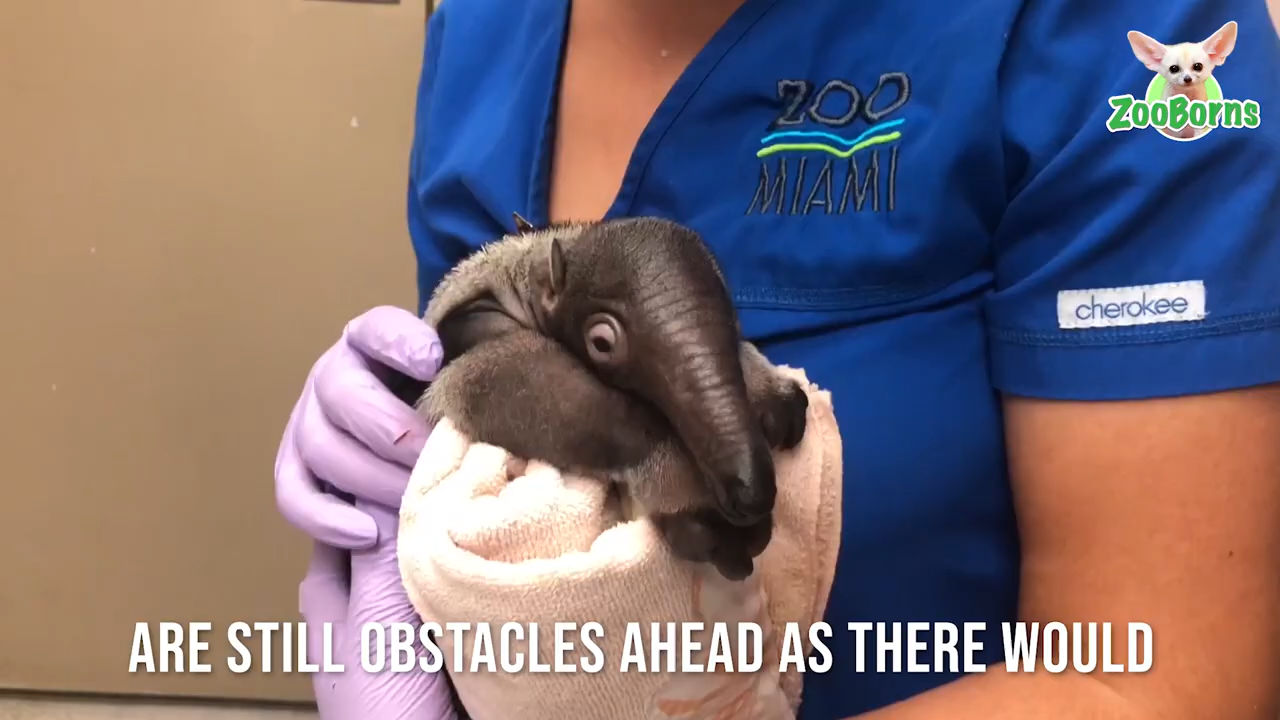 ZooBorns
ZOO
MIAMI
cherokee
ARE STILL OBSTACLES AHEAD AS THERE WOULD